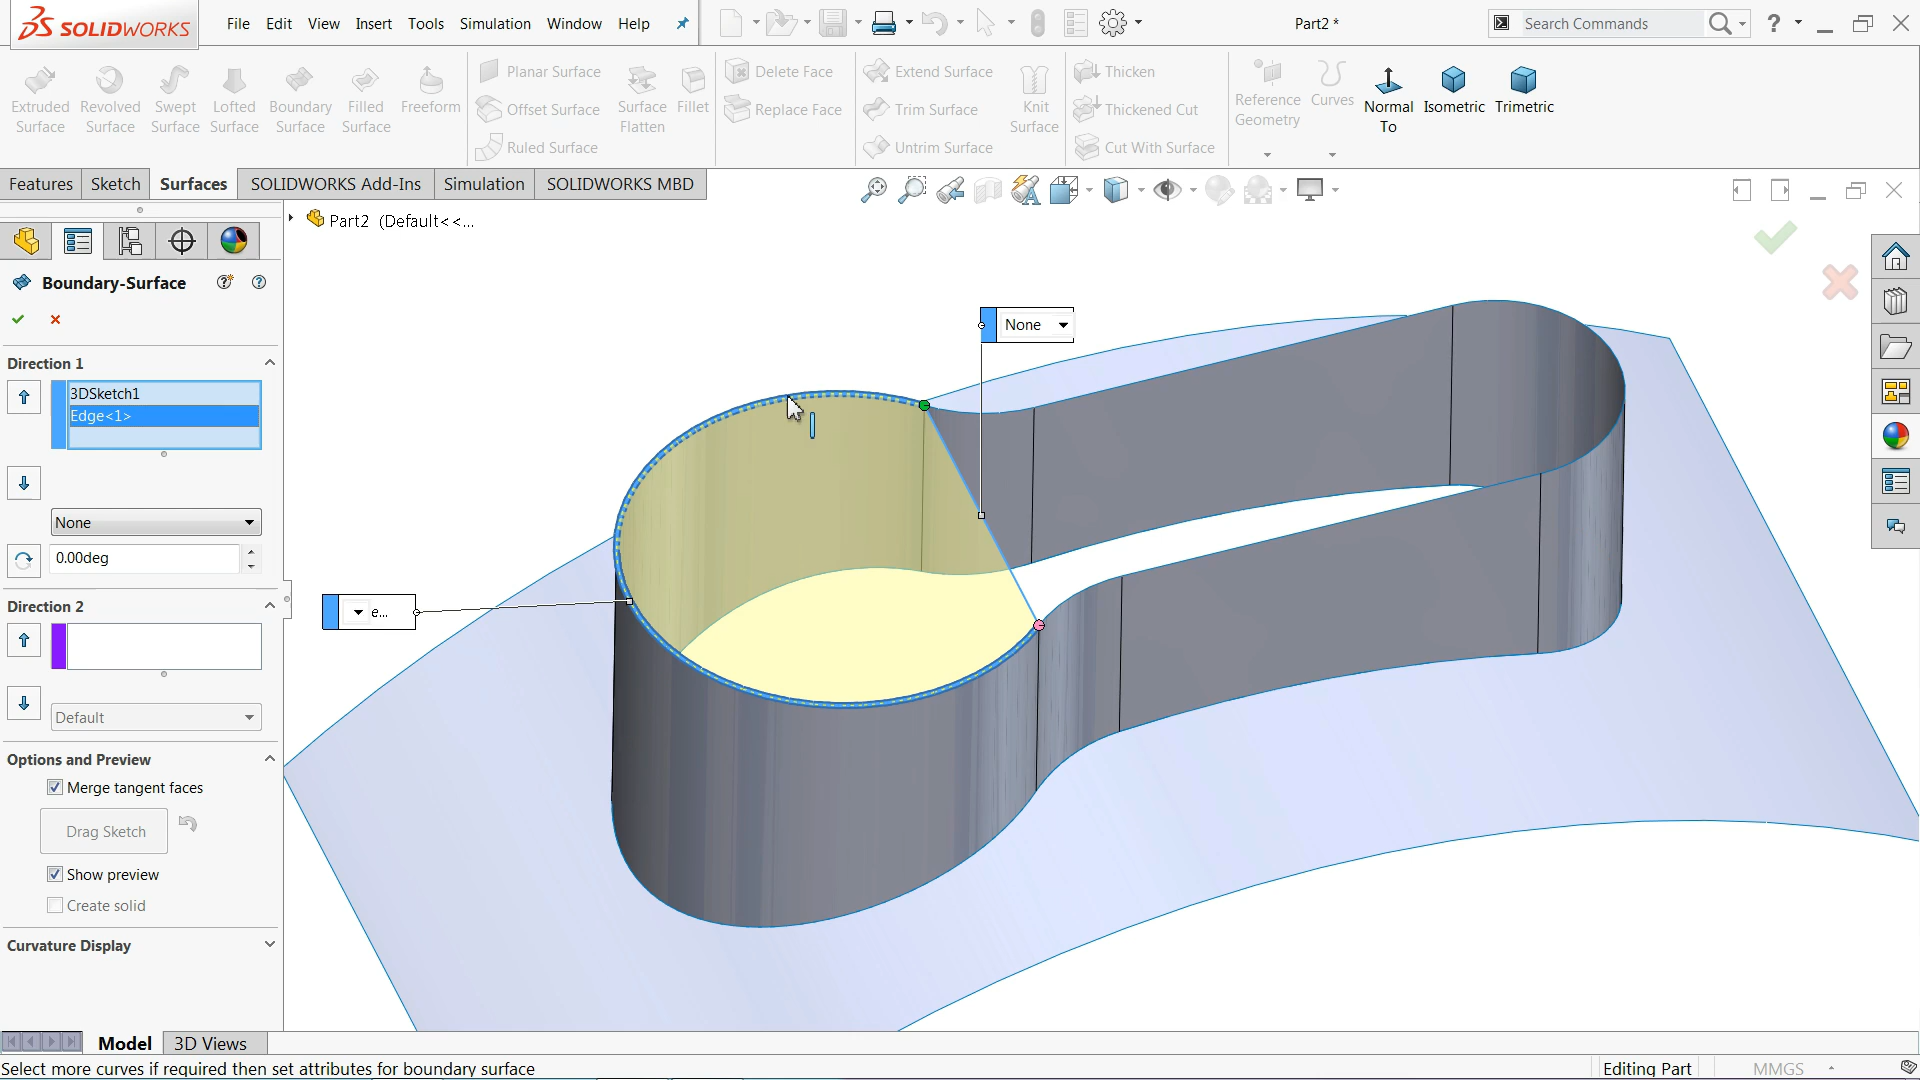 SOLIDWORKS File Edit View Insert Tools Simulation Window Help Part2 * Search Commands ?
Extruded Surface
Revolved Surface
Swept Surface
Lofted Surface
Boundary Surface
Filled Surface
Freeform
Planar Surface
Offset Surface
Ruled Surface
Surface Flatten
Fillet
Delete Face
Replace Face
Extend Surface
Trim Surface
Untrim Surface
Knit Surface
Thicken
Thickened Cut
Cut With Surface
Reference Geometry
Curves
Normal To
Isometric
Trimetric
Features Sketch Surfaces SOLIDWORKS Add-Ins Simulation SOLIDWORKS MBD
Part2 (Default<<...
Boundary-Surface
Direction 1
3DSketch1
Edge<1>
None
0.00deg
Direction 2
Default
Options and Preview
Merge tangent faces
Drag Sketch
Show preview
Create solid
Curvature Display
None
e...
Model 3D Views
Select more curves if required then set attributes for boundary surface Editing Part MMGS